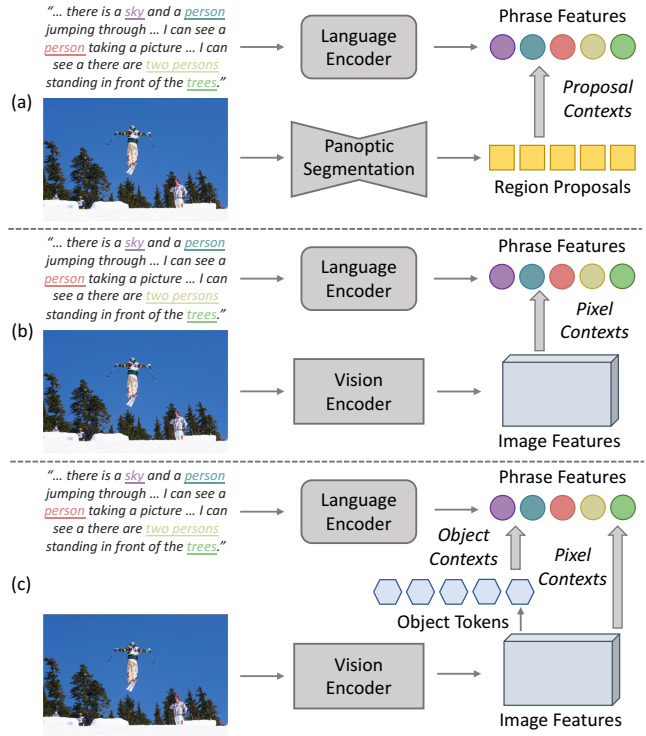 “... there is a sky and a person
jumping through ... I can see a
person taking a picture ... I can
see a there are two persons
standing in front of the trees.”
Language
Encoder
Phrase Features
Proposal
Contexts
(a)
Panoptic
Segmentation
Region Proposals
“... there is a sky and a person
jumping through ... I can see a
person taking a picture ... I can
see a there are two persons
standing in front of the trees.”
Language
Encoder
Phrase Features
Pixel
Contexts
(b)
Vision
Encoder
Image Features
“... there is a sky and a person
jumping through ... I can see a
person taking a picture ... I can
see a there are two persons
standing in front of the trees.”
Language
Encoder
Phrase Features
Object
Contexts
Pixel
Contexts
(c)
Object Tokens
Vision
Encoder
Image Features